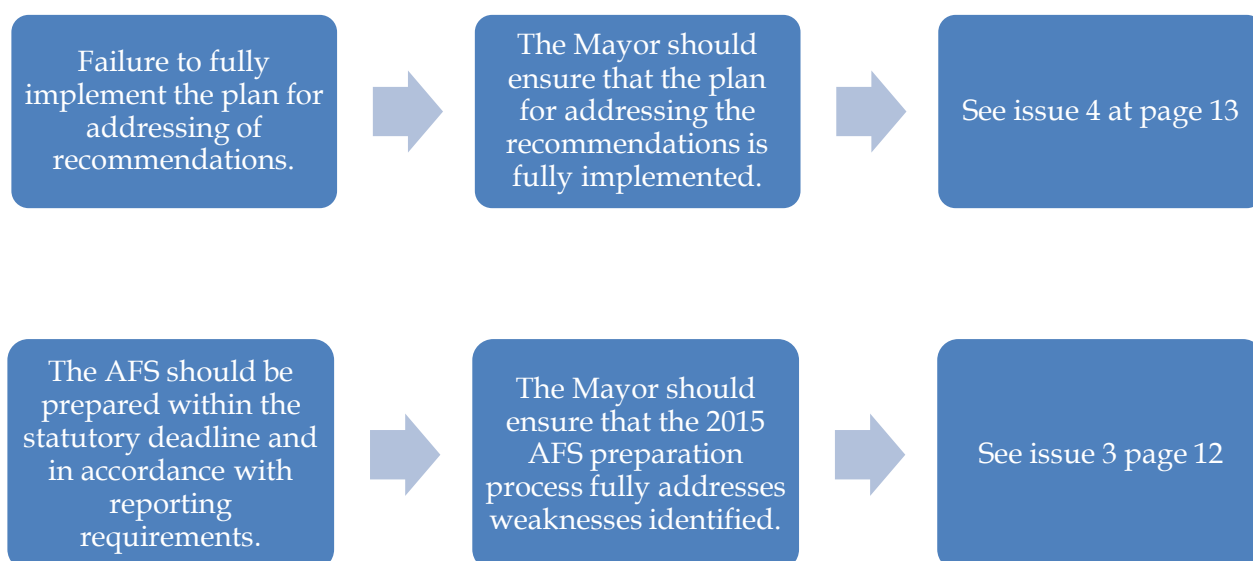 Failure to fully
implement the plan for
addressing of
recommendations.
The Mayor should
ensure that the plan
for addressing the
recommendations is
fully implemented.
See issue 4 at page 13
The AFS should be
prepared within the
statutory deadline and
in accordance with
reporting
requirements.
The Mayor should
ensure that the 2015
AFS preparation
process fully addresses
weaknesses identified.
See issue 3 page 12